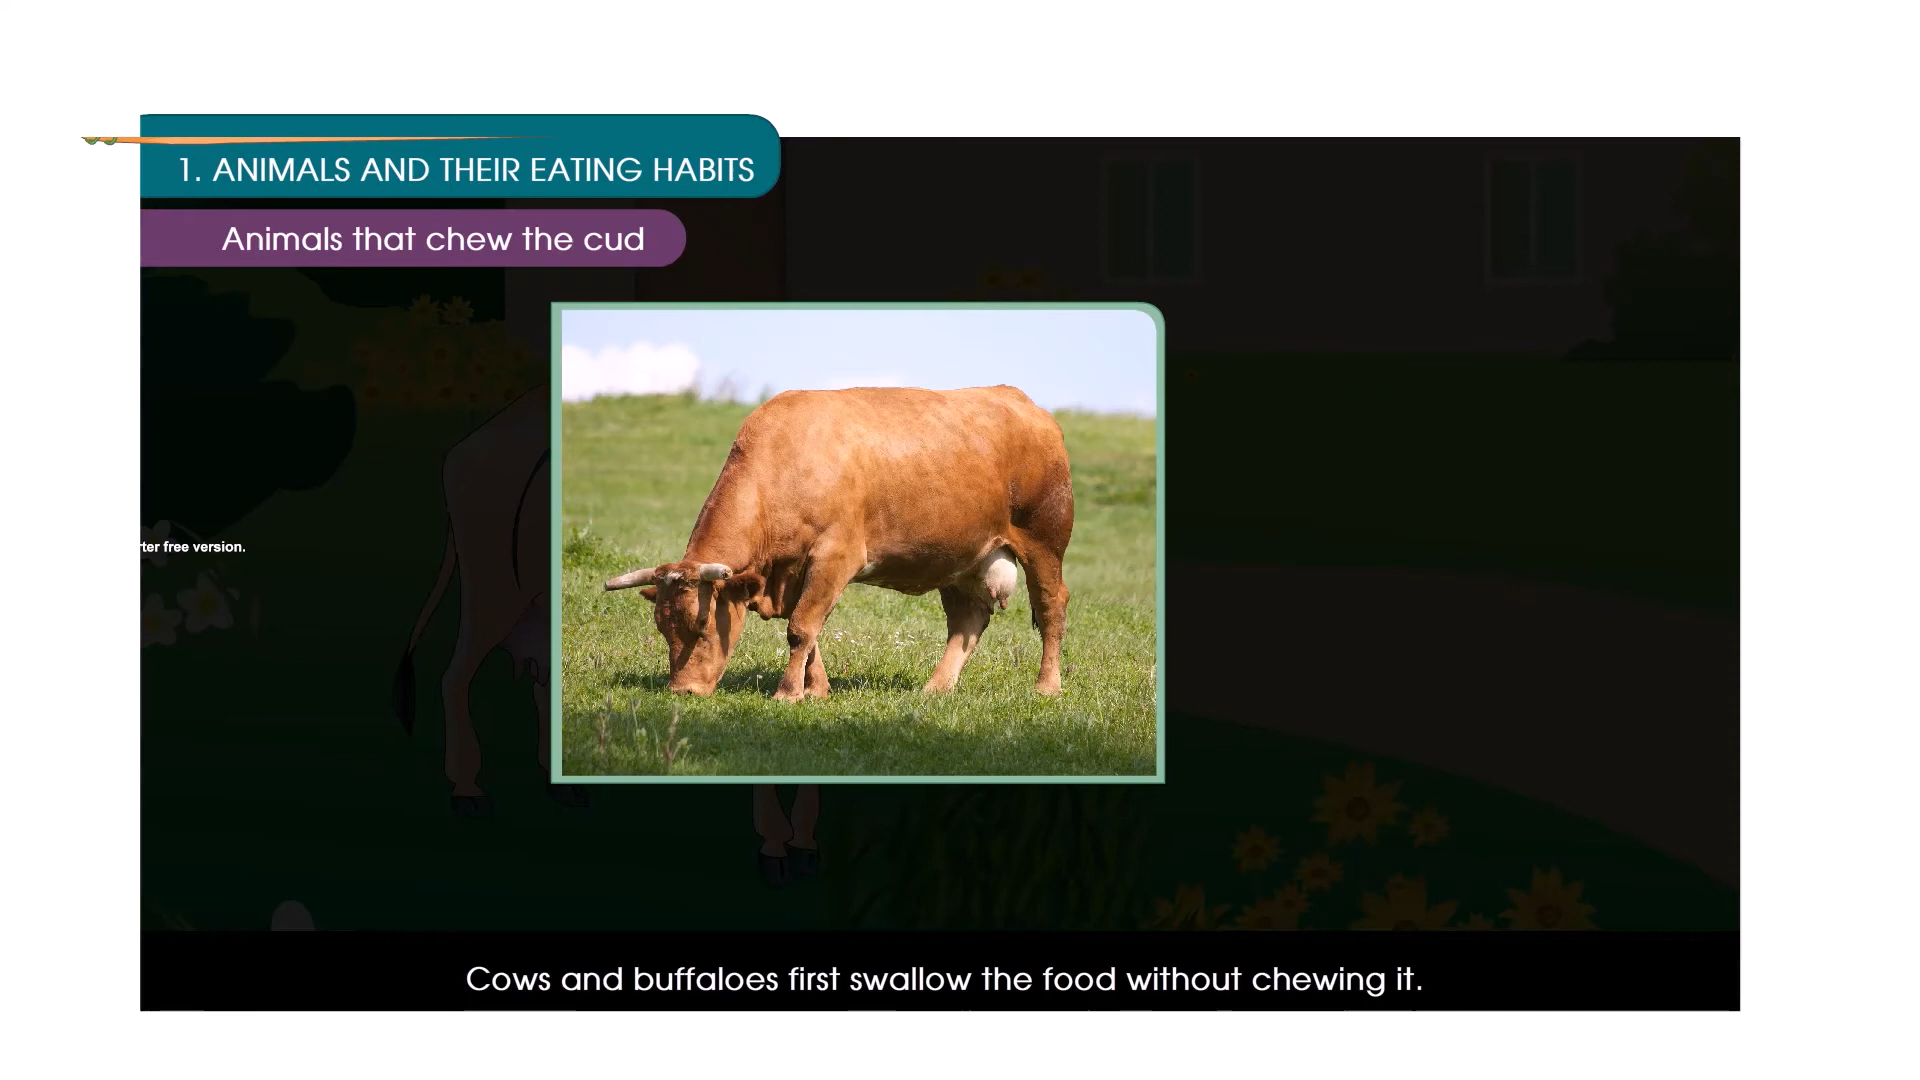 1. ANIMALS AND THEIR EATING HABITS
Animals that chew the cud
free version.
Cows and buffaloes first swallow the food without chewing it.